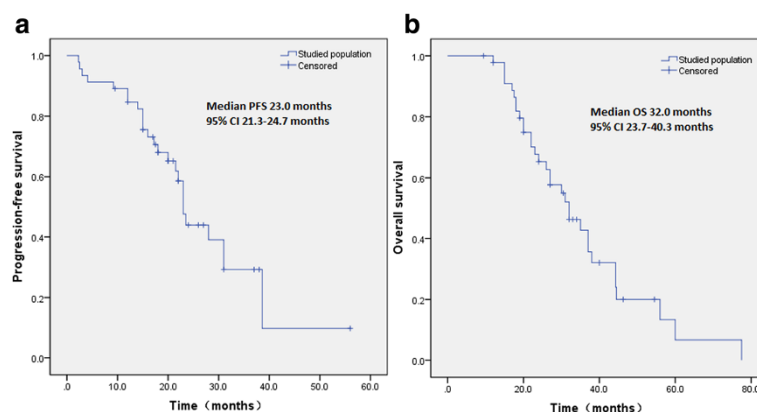 a
Studied population
Censored
Median PFS 23.0 months
95% CI 21.3-24.7 months
Progression-free survival
1.0
0.8
0.6
0.4
0.2
0.0
.0 10.0 20.0 30.0 40.0 50.0 60.0
Time（months）
b
Studied population
Censored
Median OS 32.0 months
95% CI 23.7-40.3 months
Overall survival
1.0
0.8
0.6
0.4
0.2
0.0
.0 20.0 40.0 60.0 80.0
Time（months）